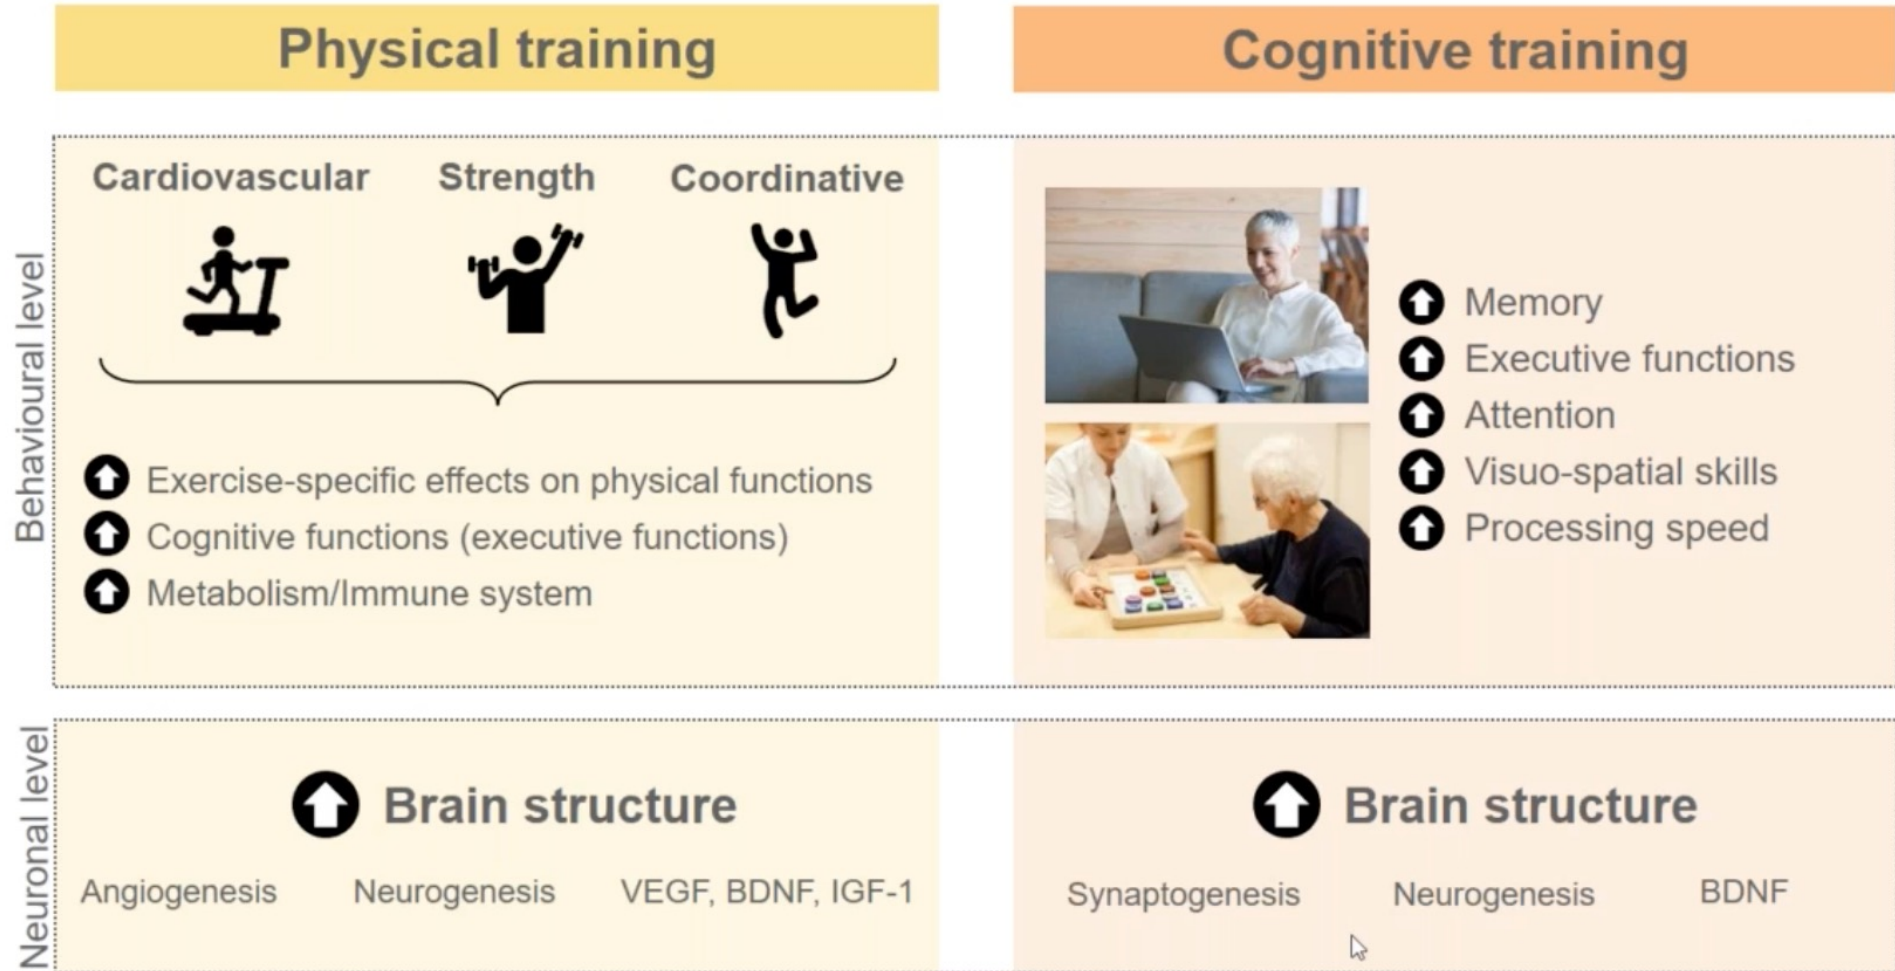 Physical training
Cognitive training
Behavioural level
Cardiovascular
Strength
Coordinative
Exercise-specific effects on physical functions
Cognitive functions (executive functions)
Metabolism/Immune system
Memory
Executive functions
Attention
Visuo-spatial skills
Processing speed
Neuronal level
Brain structure
Angiogenesis
Neurogenesis
VEGF, BDNF, IGF-1
Brain structure
Synaptogenesis
Neurogenesis
BDNF